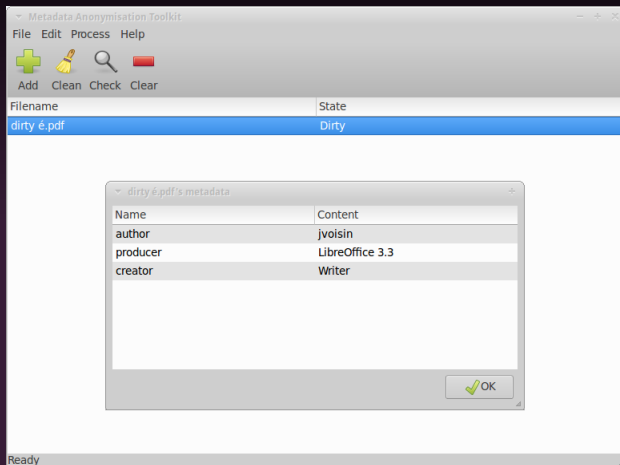 Metadata Anonymisation Toolkit
File Edit Process Help
Add Clean Check Clear
Filename State
dirty é.pdf Dirty
dirty é.pdf's metadata
Name Content
author jvoisin
producer LibreOffice 3.3
creator Writer
OK
Ready